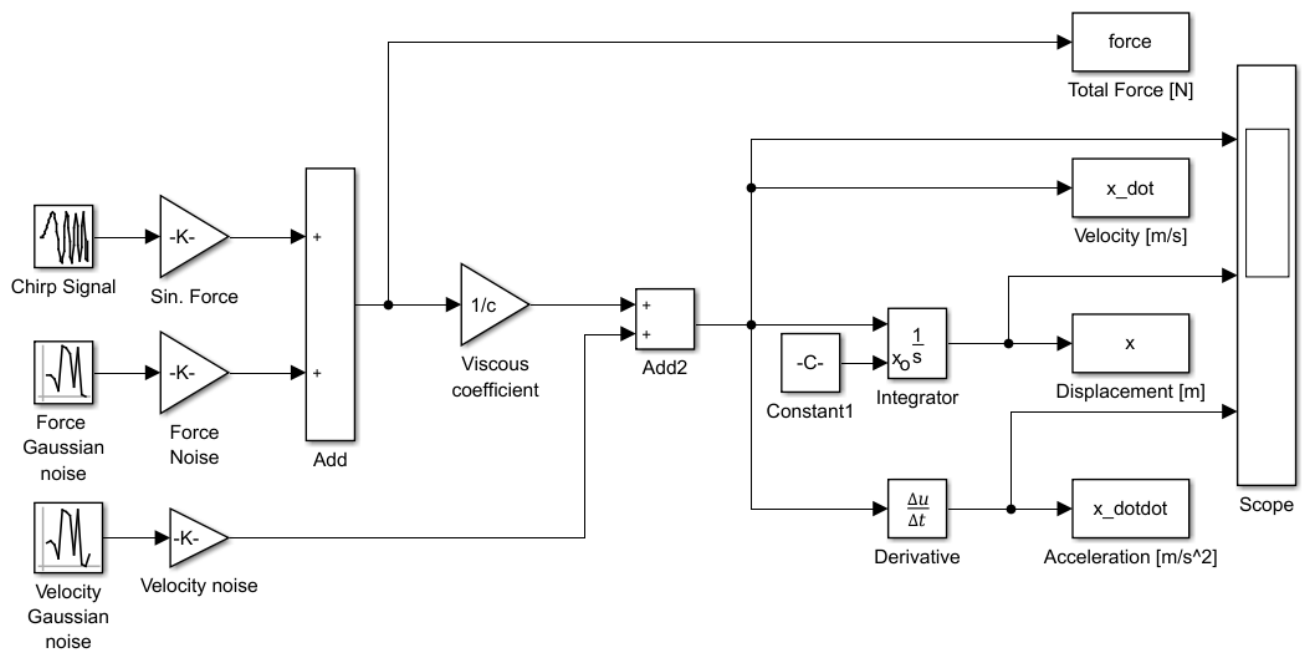 force
Total Force [N]
x_dot
Velocity [m/s]
+
-K-
Chirp Signal
Sin. Force
1/c
+
+
Viscous
coefficient
Add2
-C-
Constant1
xo
1
s
Integrator
x
Displacement [m]
-K-
+
Force
Gaussian
noise
Force
Noise
Add
Δu
Δt
Derivative
x_dotdot
Acceleration [m/s^2]
Scope
-K-
Velocity noise
Velocity
Gaussian
noise